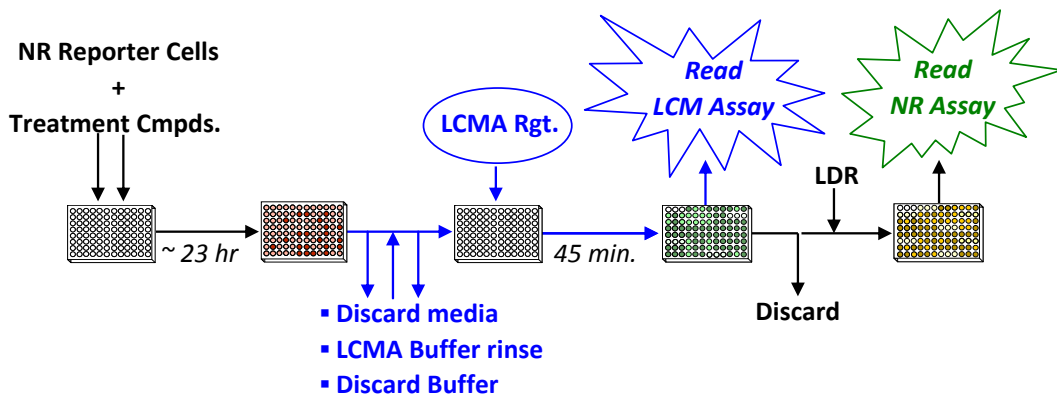 NR Reporter Cells
+
Treatment Cmpds.
~ 23 hr
▪ Discard media
▪ LCMA Buffer rinse
▪ Discard Buffer
LCMA Rgt.
45 min.
Read
LCM Assay
Discard
LDR
Read
NR Assay